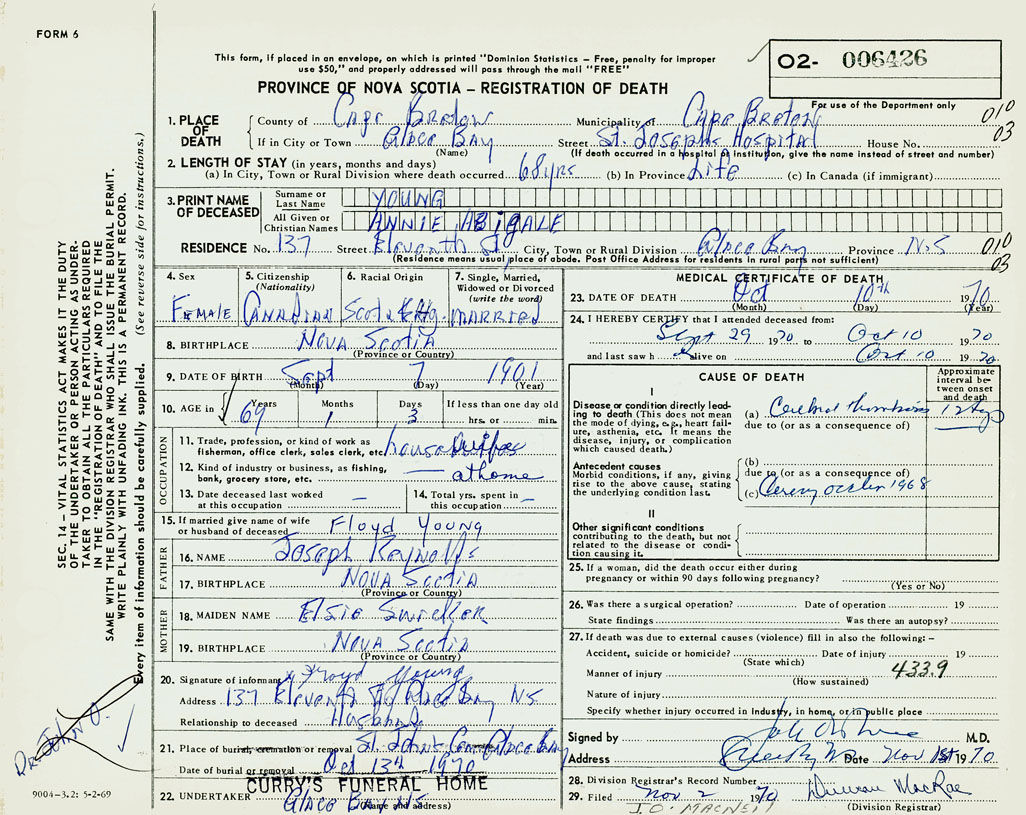 FORM 6
This form, if placed in an envelope, on which is printed "Dominion Statistics – Free, penalty for improper
use $50," and properly addressed will pass through the mail "FREE"
O2- 006426
PROVINCE OF NOVA SCOTIA – REGISTRATION OF DEATH
For use of the Department only
1. PLACE OF DEATH County of Cape Breton Municipality of Cape Breton 010
If in City or Town Glace Bay Street St. Josephs Hospital House No. 03
(Name) (If death occurred in a hospital or institution, give the name instead of street and number)
2. LENGTH OF STAY (in years, months and days)
(a) In City, Town or Rural Division where death occurred 68 yrs (b) In Province Life (c) In Canada (if immigrant)
3. PRINT NAME OF DECEASED Surname or Last Name YOUNG
All Given or Christian Names ANNIE ABIGALE
RESIDENCE No. 137 Street Eleventh St City, Town or Rural Division Glace Bay Province N.S 010
(Residence means usual place of abode. Post Office Address for residents in rural parts not sufficient) 03
4. Sex 5. Citizenship (Nationality) 6. Racial Origin 7. Single, Married, Widowed or Divorced (write the word)
Female Canadian MARRIED
8. BIRTHPLACE Nova Scotia
(Province or Country)
9. DATE OF BIRTH Sept 7 1901
(Month) (Day) (Year)
10. AGE in Years Months Days If less than one day old
69 1 3 hrs. or min.
OCCUPATION
11. Trade, profession, or kind of work as
fisherman, office clerk, sales clerk, etc.
12. Kind of industry or business, as fishing,
bank, grocery store, etc. — at home
13. Date deceased last worked
at this occupation –
14. Total yrs. spent in
this occupation –
15. If married give name of wife
or husband of deceased Floyd Young
FATHER
16. NAME Joseph Reynolds
17. BIRTHPLACE Nova Scotia
(Province or Country)
MOTHER
18. MAIDEN NAME Elsie Swicker
19. BIRTHPLACE Nova Scotia
(Province or Country)
20. Signature of informant Floyd Young
Address 137 Eleventh St Glace Bay NS
Relationship to deceased Husband
21. Place of burial, cremation or removal St. Johns Cem Glace Bay
Date of burial or removal Oct 13th 1970
CURRY'S FUNERAL HOME
22. UNDERTAKER Glace Bay NS
(Name and address)
MEDICAL CERTIFICATE OF DEATH
23. DATE OF DEATH Oct 10th 1970
(Month) (Day) (Year)
24. I HEREBY CERTIFY that I attended deceased from:
Sept 29 1970 to Oct 10 1970
and last saw h alive on Oct 10 1970
CAUSE OF DEATH
Approximate interval between onset and death
I
Disease or condition directly leading
to death (This does not mean
the mode of dying, e.g., heart failure,
asthenia, etc. It means the
disease, injury, or complication
which caused death.)
(a) Cerebral thrombosis 12 days
due to (or as a consequence of)
Antecedent causes
Morbid conditions, if any, giving
rise to the above cause, stating
the underlying condition last.
(b)
due to (or as a consequence of)
(c) 1968
II
Other significant conditions
contributing to the death, but not
related to the disease or condition
causing it.
25. If a woman, did the death occur either during
pregnancy or within 90 days following pregnancy?
(Yes or No)
26. Was there a surgical operation? Date of operation 19
State findings Was there an autopsy?
27. If death was due to external causes (violence) fill in also the following: –
Accident, suicide or homicide? Date of injury 19
(State which)
Manner of injury 433.9
(How sustained)
Nature of injury
Specify whether injury occurred in industry, in home, or in public place
Signed by M.D.
Address Date Nov 1st 1970
28. Division Registrar's Record Number
29. Filed Nov 2 1970 Duncan MacRae
J.O. MACNEIL (Division Registrar)
SEC. 14 – VITAL STATISTICS ACT MAKES IT THE DUTY
OF THE UNDERTAKER OR PERSON ACTING AS UNDERTAKER
TO OBTAIN ALL THE PARTICULARS REQUIRED
IN THE "REGISTRATION OF DEATH" AND TO FILE THE
SAME WITH THE DIVISION REGISTRAR WHO SHALL ISSUE THE BURIAL PERMIT.
WRITE PLAINLY WITH UNFADING INK. THIS IS A PERMANENT RECORD.
Every item of information should be carefully supplied. (See reverse side for instructions.)
9004-3.2: 5-2-69